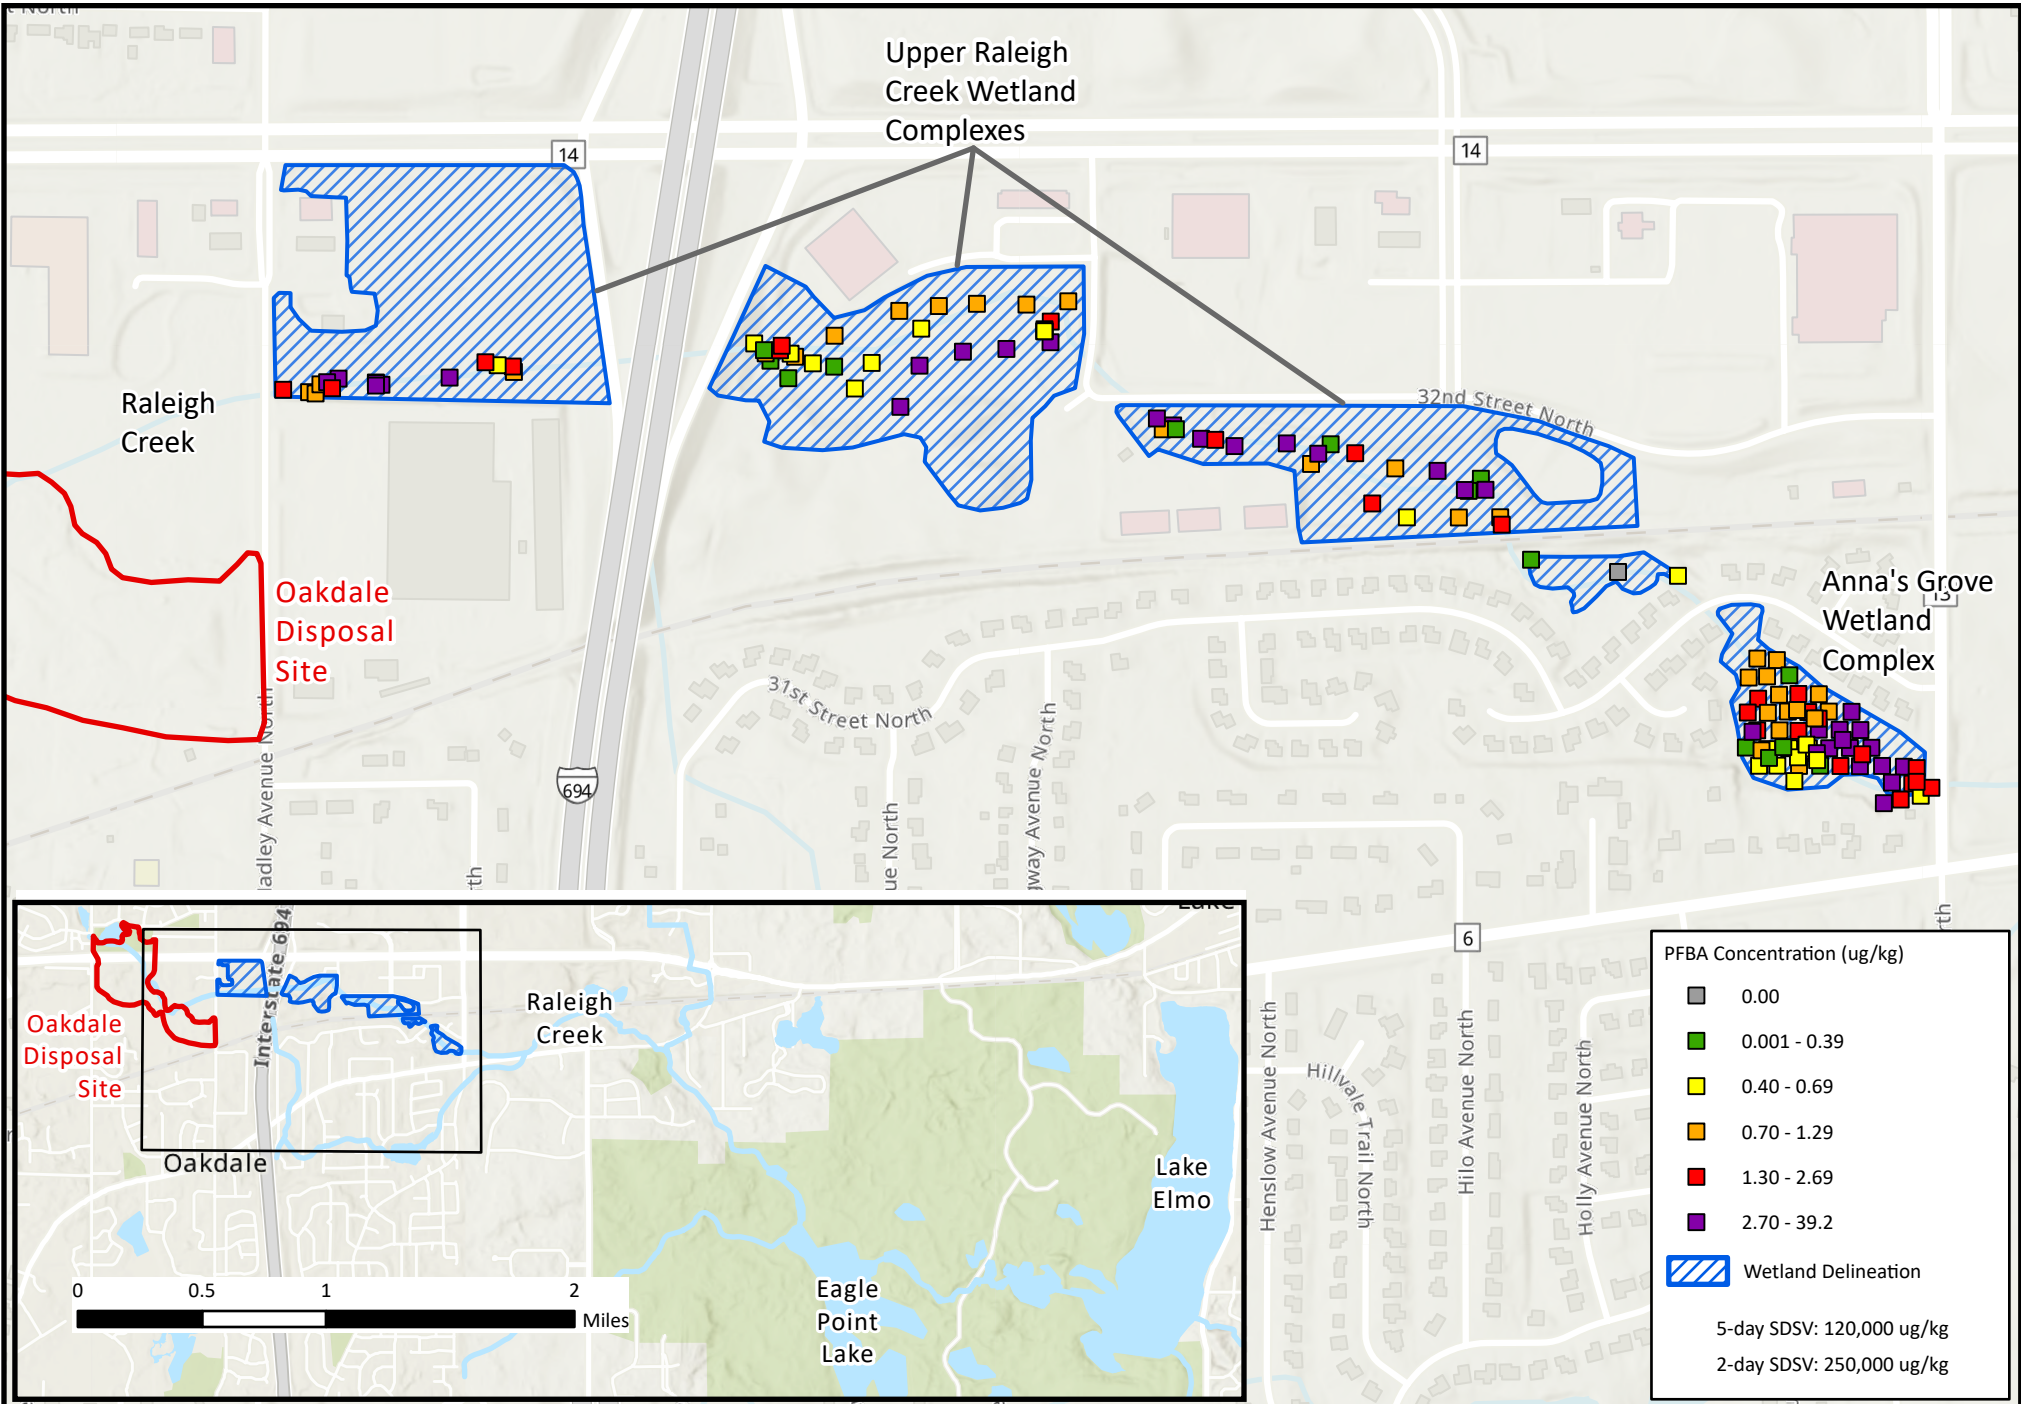 Upper Raleigh
Creek Wetland
Complexes
14
14
Raleigh
Creek
32nd Street North
Oakdale
Disposal
Site
Anna's Grove
Wetland
Complex
13
31st Street North
694
6
Henslow Avenue North
Hillvale Trail North
Hilo Avenue North
Holly Avenue North
Interstate 694
Oakdale
Disposal
Site
Raleigh
Creek
Oakdale
Lake
Elmo
Eagle
Point
Lake
0
0.5
1
2
Miles
PFBA Concentration (ug/kg)
0.00
0.001 - 0.39
0.40 - 0.69
0.70 - 1.29
1.30 - 2.69
2.70 - 39.2
Wetland Delineation
5-day SDSV: 120,000 ug/kg
2-day SDSV: 250,000 ug/kg